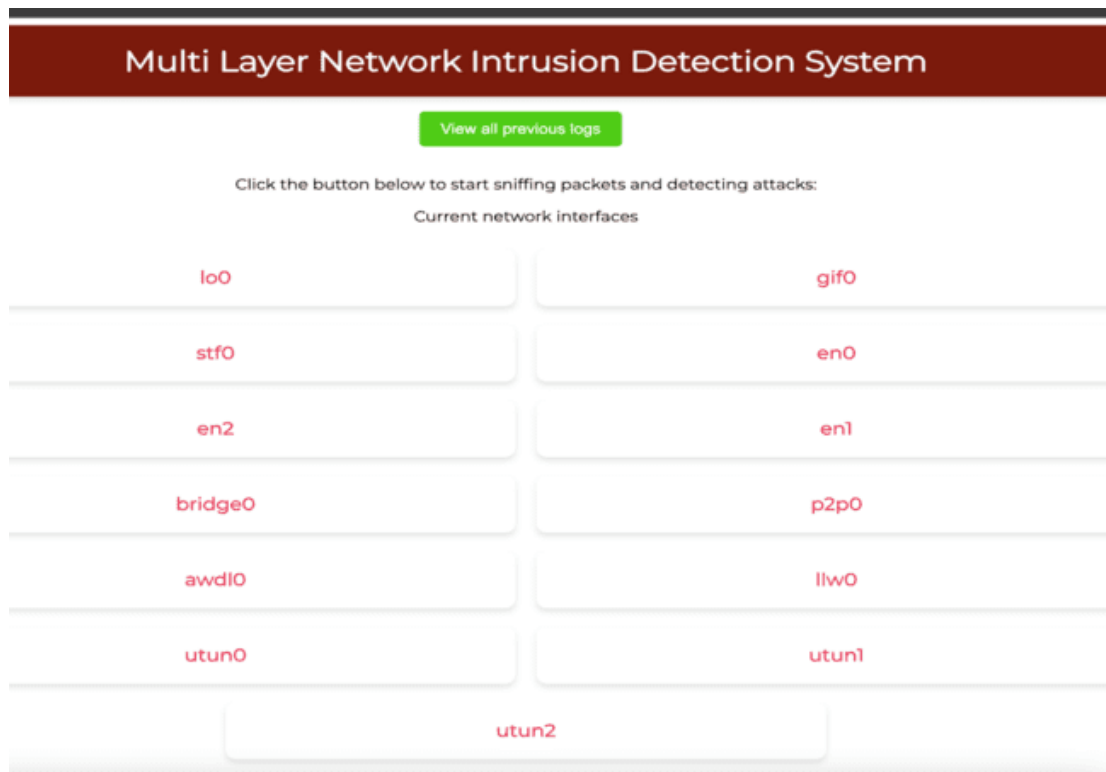 Multi Layer Network Intrusion Detection System
View all previous logs
Click the button below to start sniffing packets and detecting attacks:
Current network interfaces
lo0 gif0
stf0 en0
en2 en1
bridge0 p2p0
awdl0 llw0
utun0 utun1
utun2